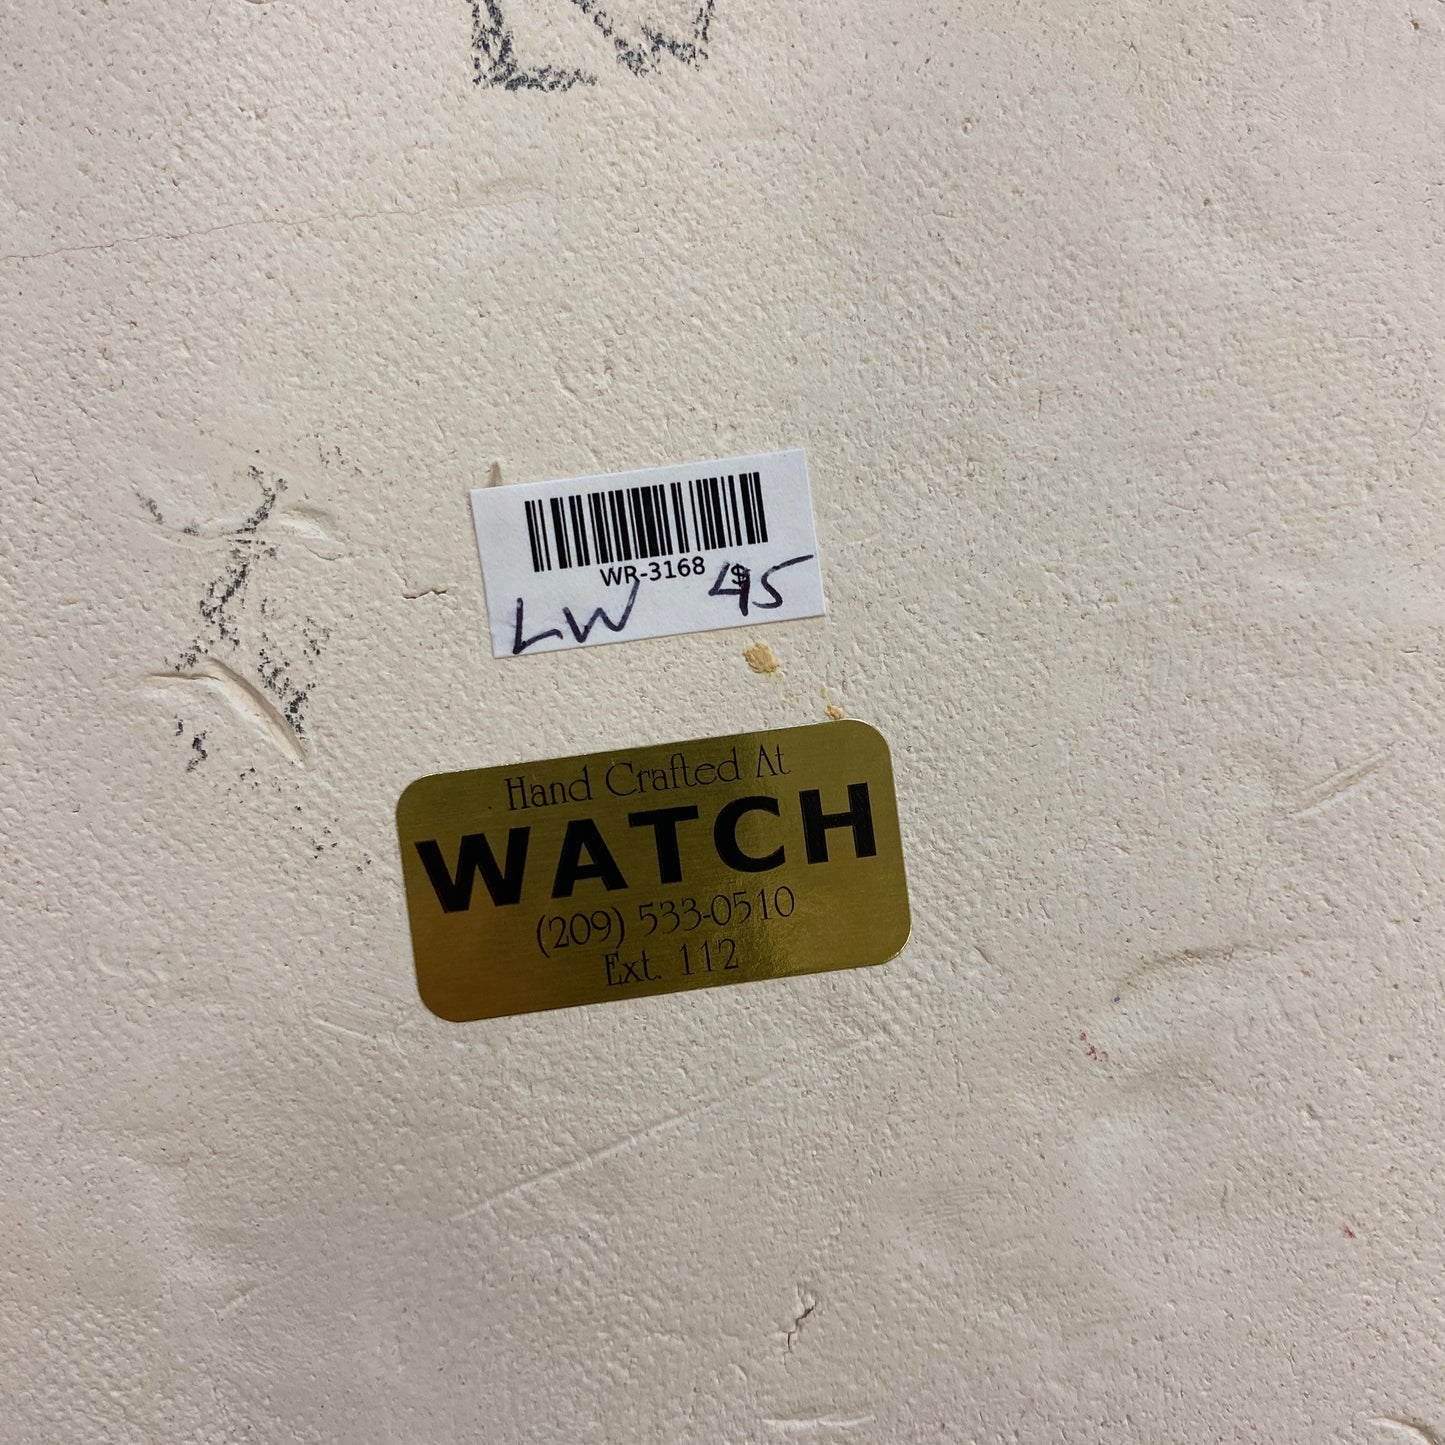 WR-3168 $
LW 45
Hand Crafted At
WATCH
(209) 533-0510
Ext. 112